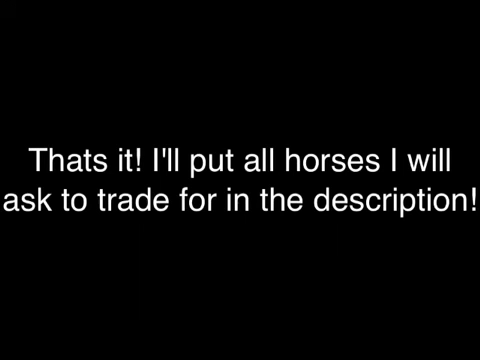 Thats it! I'll put all horses I will
ask to trade for in the description!